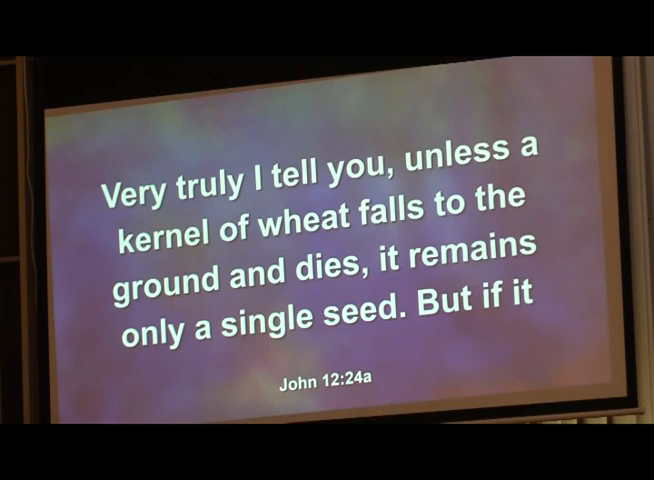 Very truly I tell you, unless a
kernel of wheat falls to the
ground and dies, it remains
only a single seed. But if it
John 12:24a